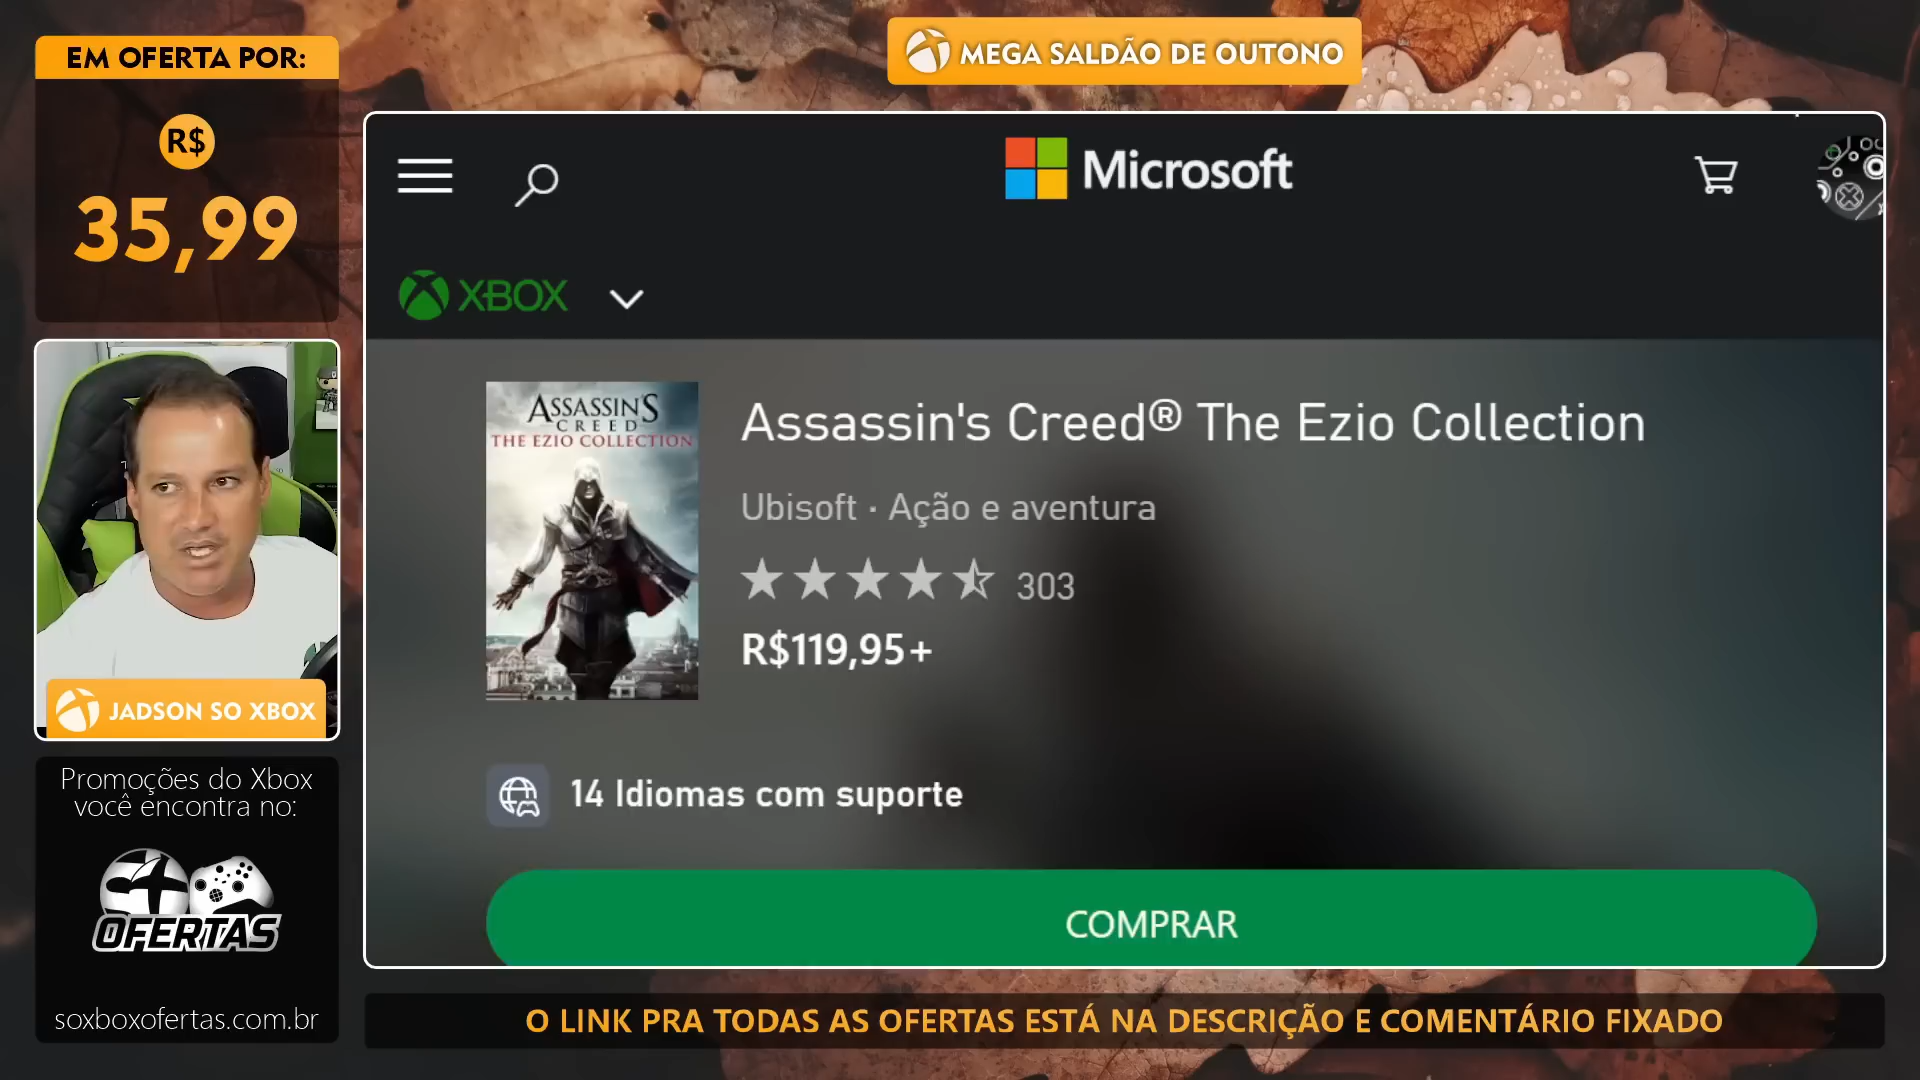 EM OFERTA POR:
R$
35,99
JADSON SO XBOX
Promoções do Xbox
você encontra no:
OFERTAS
soxboxofertas.com.br
MEGA SALDÃO DE OUTONO
Microsoft
XBOX
ASSASSIN'S
CREED
THE EZIO COLLECTION
Assassin's Creed® The Ezio Collection
Ubisoft · Ação e aventura
303
R$119,95+
14 Idiomas com suporte
COMPRAR
O LINK PRA TODAS AS OFERTAS ESTÁ NA DESCRIÇÃO E COMENTÁRIO FIXADO